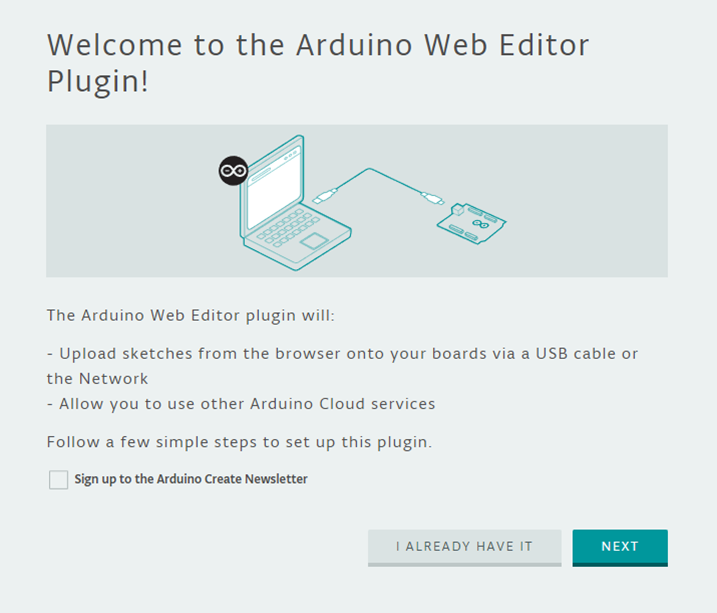 Welcome to the Arduino Web Editor
Plugin!
The Arduino Web Editor plugin will:
- Upload sketches from the browser onto your boards via a USB cable or
the Network
- Allow you to use other Arduino Cloud services
Follow a few simple steps to set up this plugin.
Sign up to the Arduino Create Newsletter
I ALREADY HAVE IT
NEXT